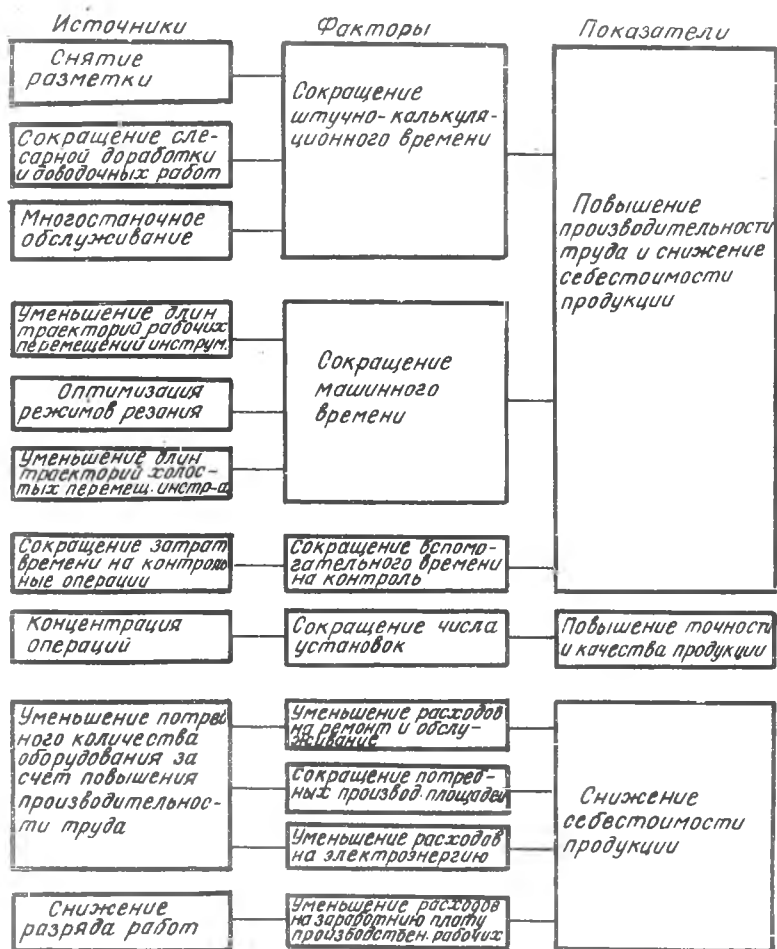 Источники
Факторы
Показатели
Снятие
разметки
Сокращение сле-
сарной доработки
и доводочных работ
Многостаночное
обслуживание
Сокращение
штучно-калькуля-
ционного времени
Уменьшение длин
траекторий рабочих
перемещений инструм.
Оптимизация
режимов резания
Уменьшение длин
траекторий холос-
тых перемещ. инстр-а
Сокращение
машинного
времени
Сокращение затрат
времени на контроль
ные операции
Сокращение вспомо-
гательного времени
на контроль
Повышение
производительности
труда и снижение
себестоимости
продукции
Концентрация
операций
Сокращение числа
установок
Повышение точности
и качества продукции
Уменьшение потреб
ного количества
оборудования за
счет повышения
производительнос-
ти труда
Уменьшение расходов
на ремонт и обслу-
живание
Сокращение потреб-
ных производ. площадей
Уменьшение расходов
на электроэнергию
Снижение
разряда работ
Уменьшение расходов
на заработнию плату
производствен. рабочих
Снижение
себестоимости
продукции